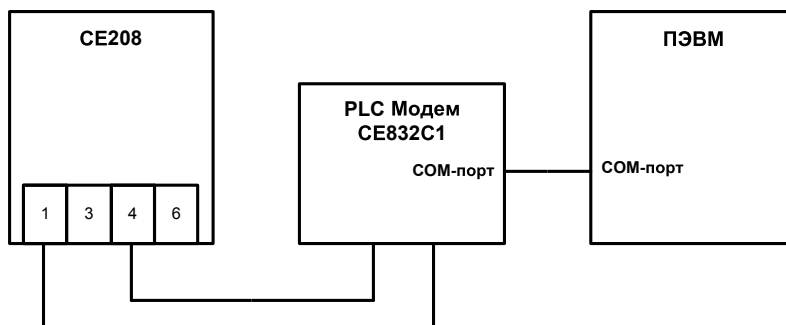 CE208
ПЭВМ
PLC Модем
CE832C1
COM-порт
COM-порт
1 3 4 6